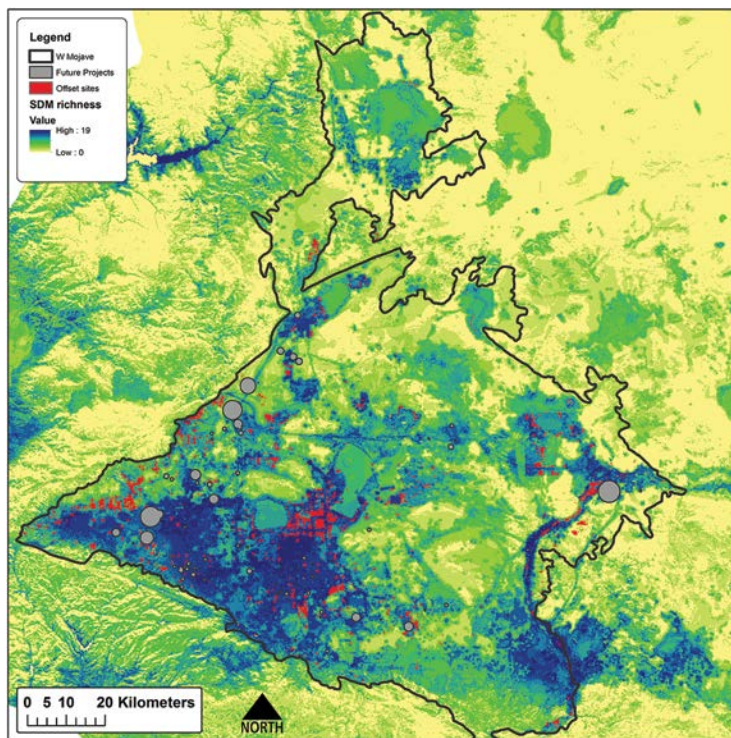 Legend
W Mojave
Future Projects
Offset sites
SDM richness
Value
High : 19
Low : 0
0 5 10 20 Kilometers
NORTH